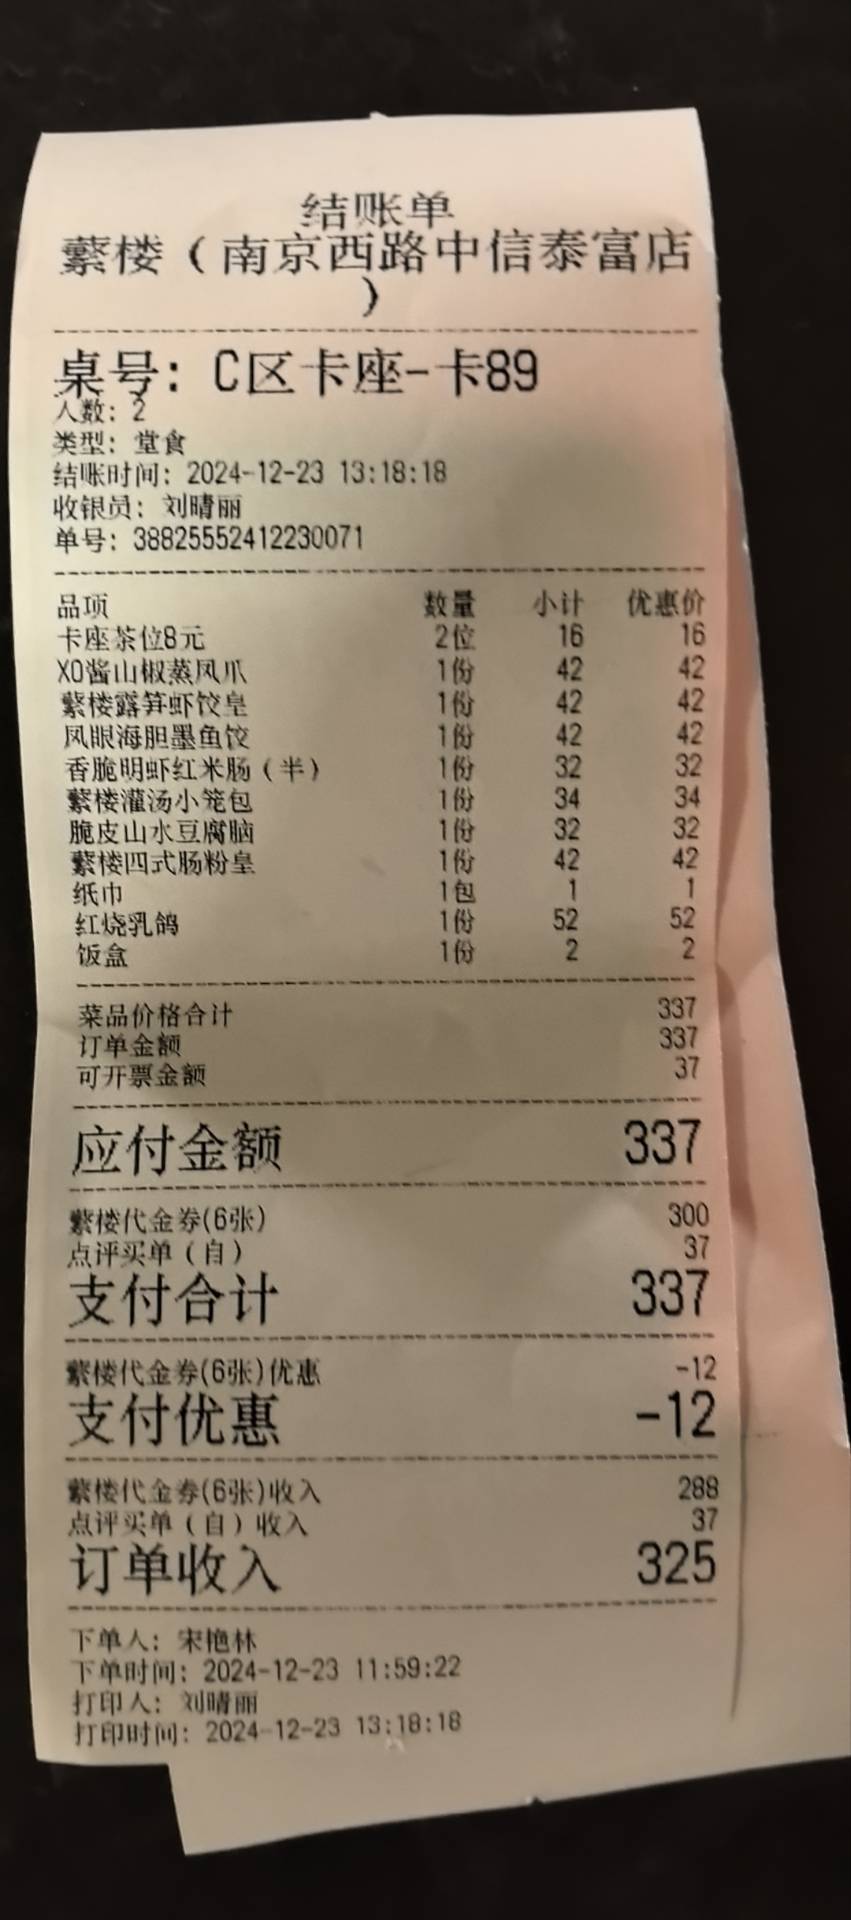 结账单
蘩楼（南京西路中信泰富店
）
桌号: C区卡座-卡89
人数: 2
类型: 堂食
结账时间: 2024-12-23 13:18:18
收银员: 刘晴丽
单号: 38825552412230071
品项 数量 小计 优惠价
卡座茶位8元 2位 16 16
XO酱山椒蒸凤爪 1份 42 42
蘩楼露笋虾饺皇 1份 42 42
凤眼海胆墨鱼饺 1份 42 42
香脆明虾红米肠（半） 1份 32 32
蘩楼灌汤小笼包 1份 34 34
脆皮山水豆腐脑 1份 32 32
蘩楼四式肠粉皇 1份 42 42
纸巾 1包 1 1
红烧乳鸽 1份 52 52
饭盒 1份 2 2
菜品价格合计 337
订单金额 337
可开票金额 37
应付金额 337
蘩楼代金券(6张) 300
点评买单（自） 37
支付合计 337
蘩楼代金券(6张)优惠 -12
支付优惠 -12
蘩楼代金券(6张)收入 288
点评买单（自）收入 37
订单收入 325
下单人: 宋艳林
下单时间: 2024-12-23 11:59:22
打印人: 刘晴丽
打印时间: 2024-12-23 13:18:18